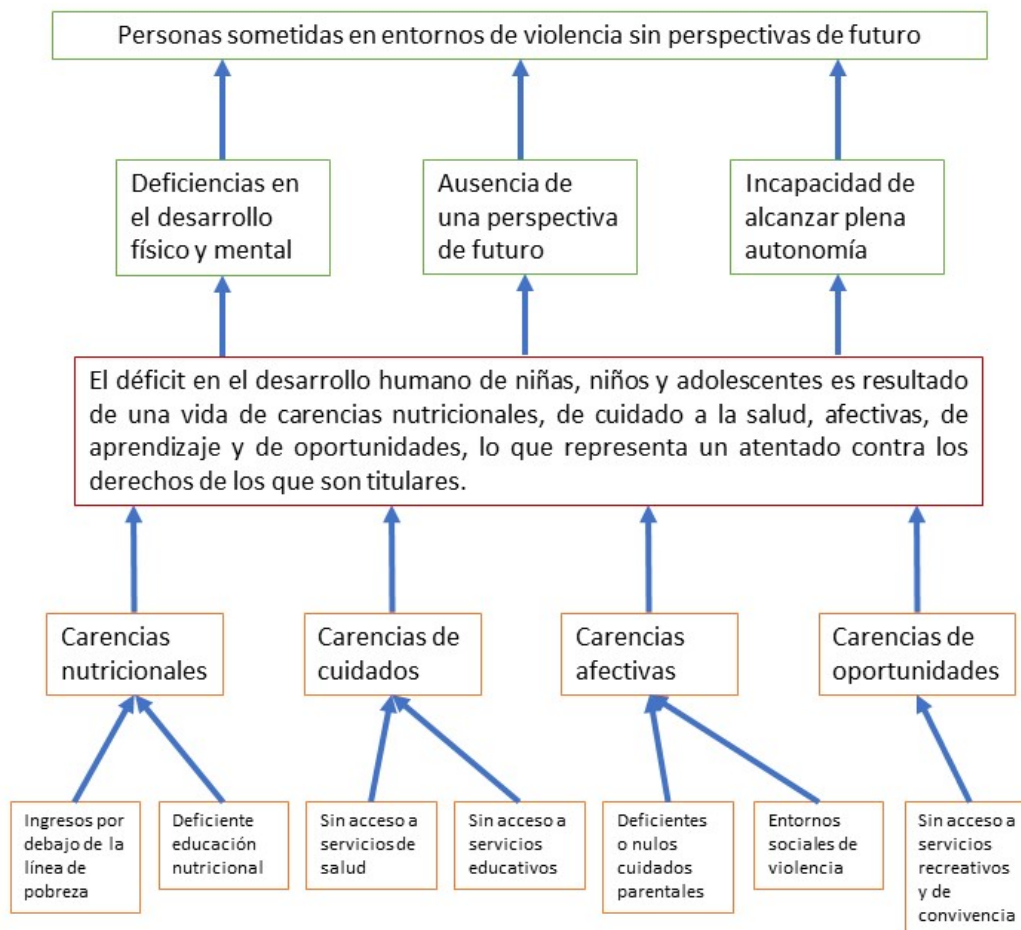 Personas sometidas en entornos de violencia sin perspectivas de futuro
Deficiencias en
el desarrollo
físico y mental
Ausencia de
una perspectiva
de futuro
Incapacidad de
alcanzar plena
autonomía
El déficit en el desarrollo humano de niñas, niños y adolescentes es resultado
de una vida de carencias nutricionales, de cuidado a la salud, afectivas, de
aprendizaje y de oportunidades, lo que representa un atentado contra los
derechos de los que son titulares.
Carencias
nutricionales
Carencias de
cuidados
Carencias
afectivas
Carencias de
oportunidades
Ingresos por
debajo de la
línea de
pobreza
Deficiente
educación
nutricional
Sin acceso a
servicios de
salud
Sin acceso a
servicios
educativos
Deficientes
o nulos
cuidados
parentales
Entornos
sociales de
violencia
Sin acceso a
servicios
recreativos
y de
convivencia